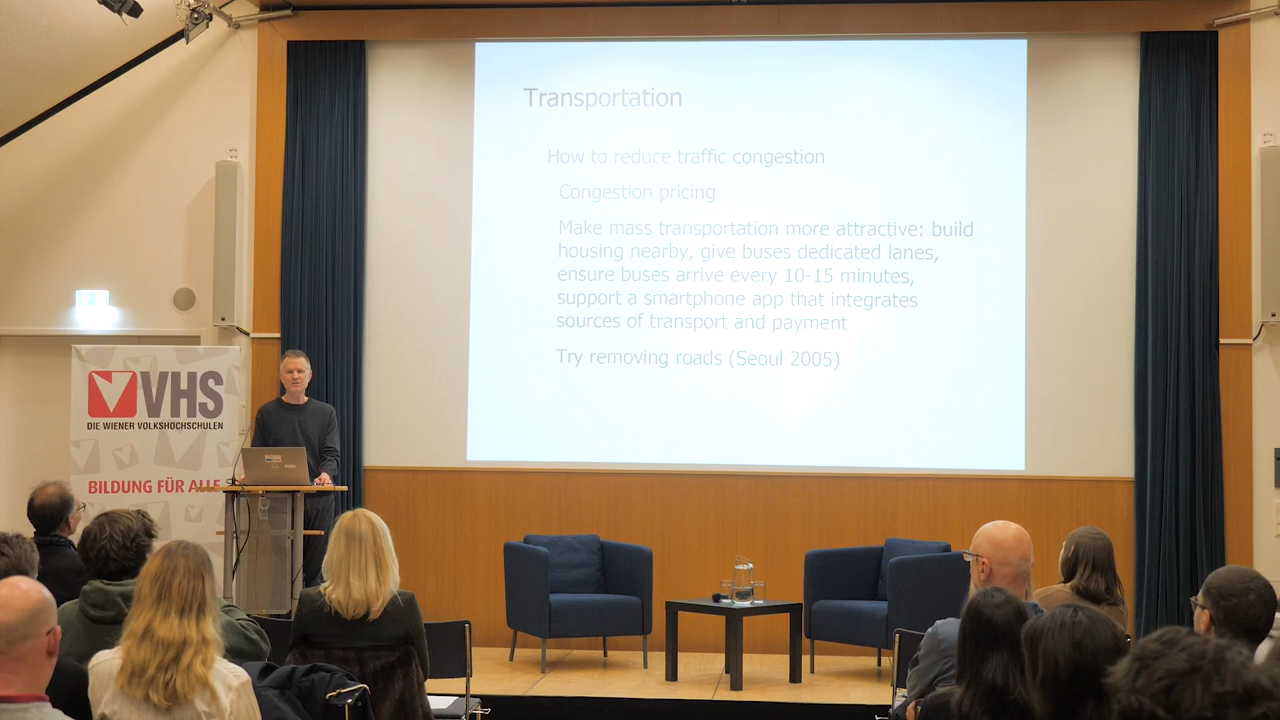 Transportation
How to reduce traffic congestion
Congestion pricing
Make mass transportation more attractive: build
housing nearby, give buses dedicated lanes,
ensure buses arrive every 10-15 minutes,
support a smartphone app that integrates
sources of transport and payment
Try removing roads (Seoul 2005)
VHS
DIE WIENER VOLKSHOCHSCHULEN
BILDUNG FÜR ALLE